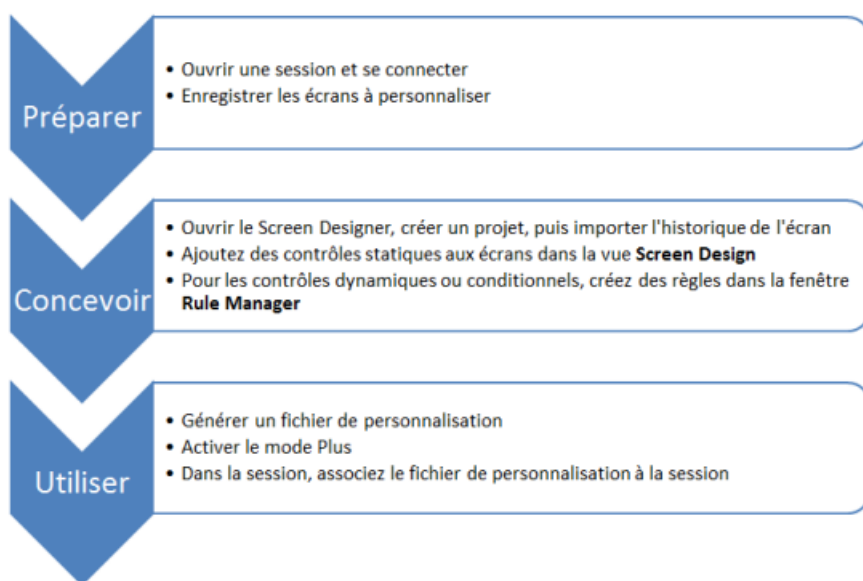 Préparer
• Ouvrir une session et se connecter
• Enregistrer les écrans à personnaliser
Concevoir
• Ouvrir le Screen Designer, créer un projet, puis importer l'historique de l'écran
• Ajoutez des contrôles statiques aux écrans dans la vue Screen Design
• Pour les contrôles dynamiques ou conditionnels, créez des règles dans la fenêtre
Rule Manager
Utiliser
• Générer un fichier de personnalisation
• Activer le mode Plus
• Dans la session, associez le fichier de personnalisation à la session